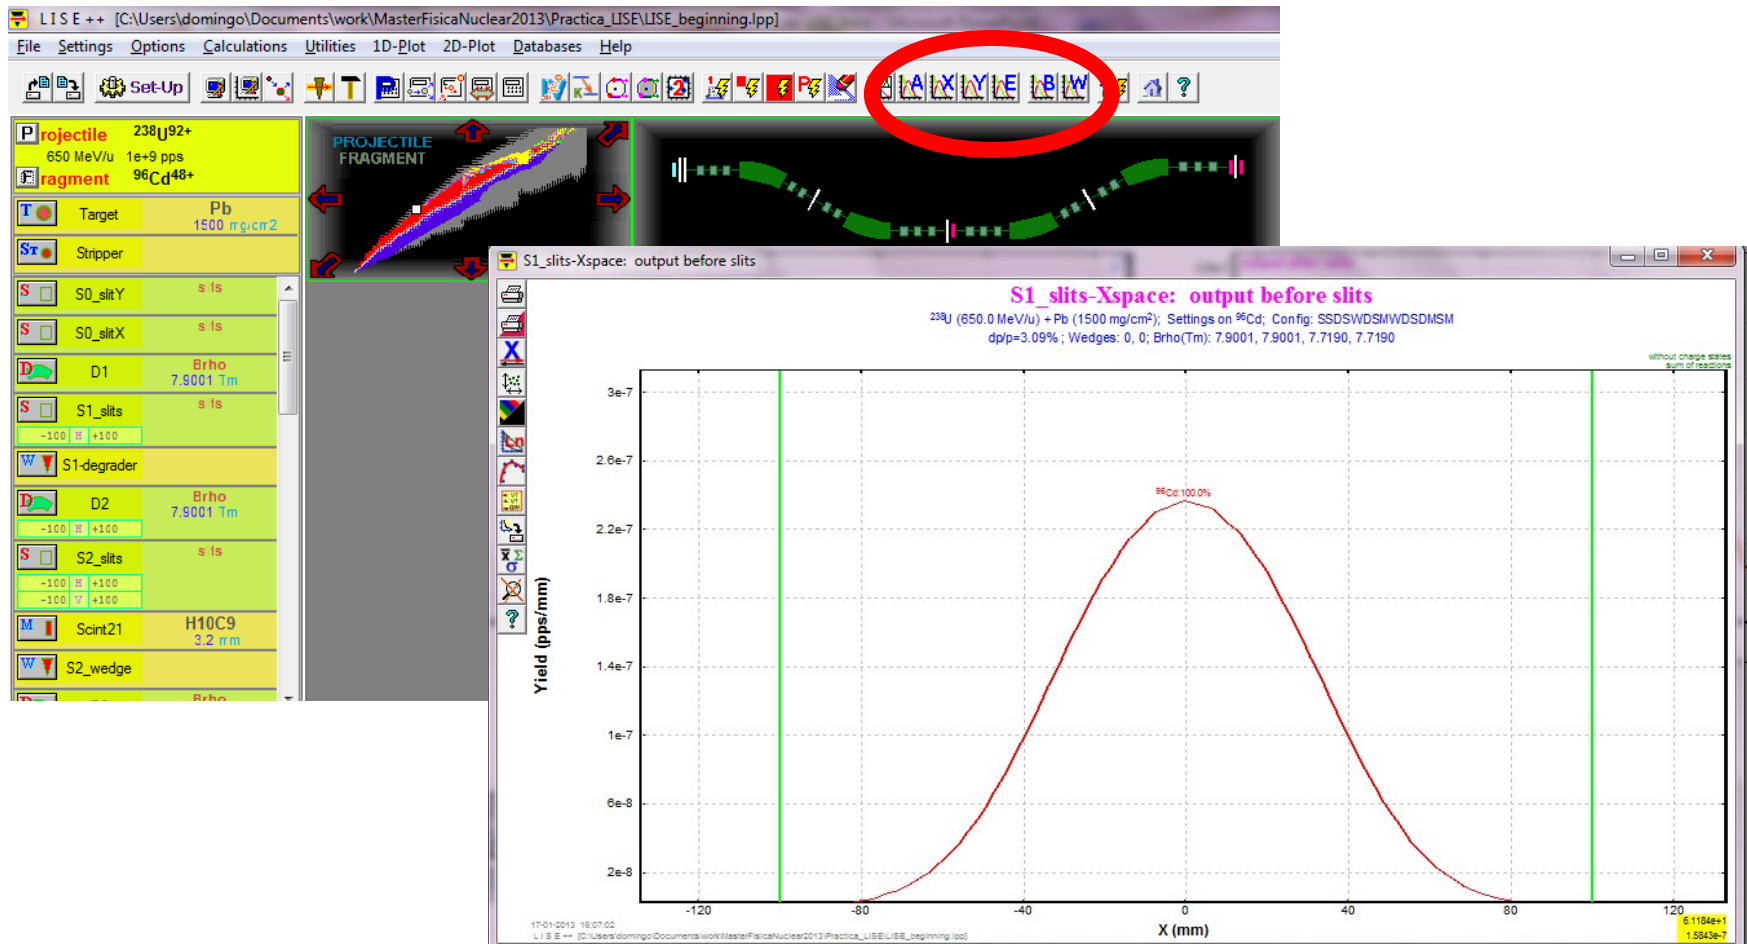 L I S E ++ [C:\Users\domingo\Documents\work\MasterFisicaNuclear2013\Practica_LISE\LISE_beginning.lpp]
File Settings Options Calculations Utilities 1D-Plot 2D-Plot Databases Help
Set-Up
A X Y E B W
?
Projectile 238U92+
650 MeV/u 1e+9 pps
Fragment 96Cd48+
T Target Pb
1500 mg/cm2
ST Stripper
S S0_slitY
S S0_slitX
D D1 Brho
7.9001 Tm
S S1_slits
-100 H +100
W S1-degrader
D D2 Brho
7.9001 Tm
-100 H +100
S S2_slits
-100 H +100
-100 V +100
M Scint21 H10C9
3.2 mm
W S2_wedge
Brho
PROJECTILE
FRAGMENT
S1_slits-Xspace: output before slits
S1_slits-Xspace: output before slits
238U (650.0 MeV/u) + Pb (1500 mg/cm2); Settings on 96Cd; Config: SSDSWDSMWDSDMSM
dp/p=3.09% ; Wedges: 0, 0; Brho(Tm): 7.9001, 7.9001, 7.7190, 7.7190
without charge states
sum of reactions
96Cd:100.0%
3e-7
2.6e-7
2.2e-7
1.8e-7
1.4e-7
1e-7
6e-8
2e-8
Yield (pps/mm)
-120 -80 -40 0 40 80 120
X (mm)
17-01-2013 16:07:02
L I S E ++ [C:\Users\domingo\Documents\work\MasterFisicaNuclear2013\Practica_LISE\LISE_beginning.lpp]
6.1184e+1
1.5843e-7